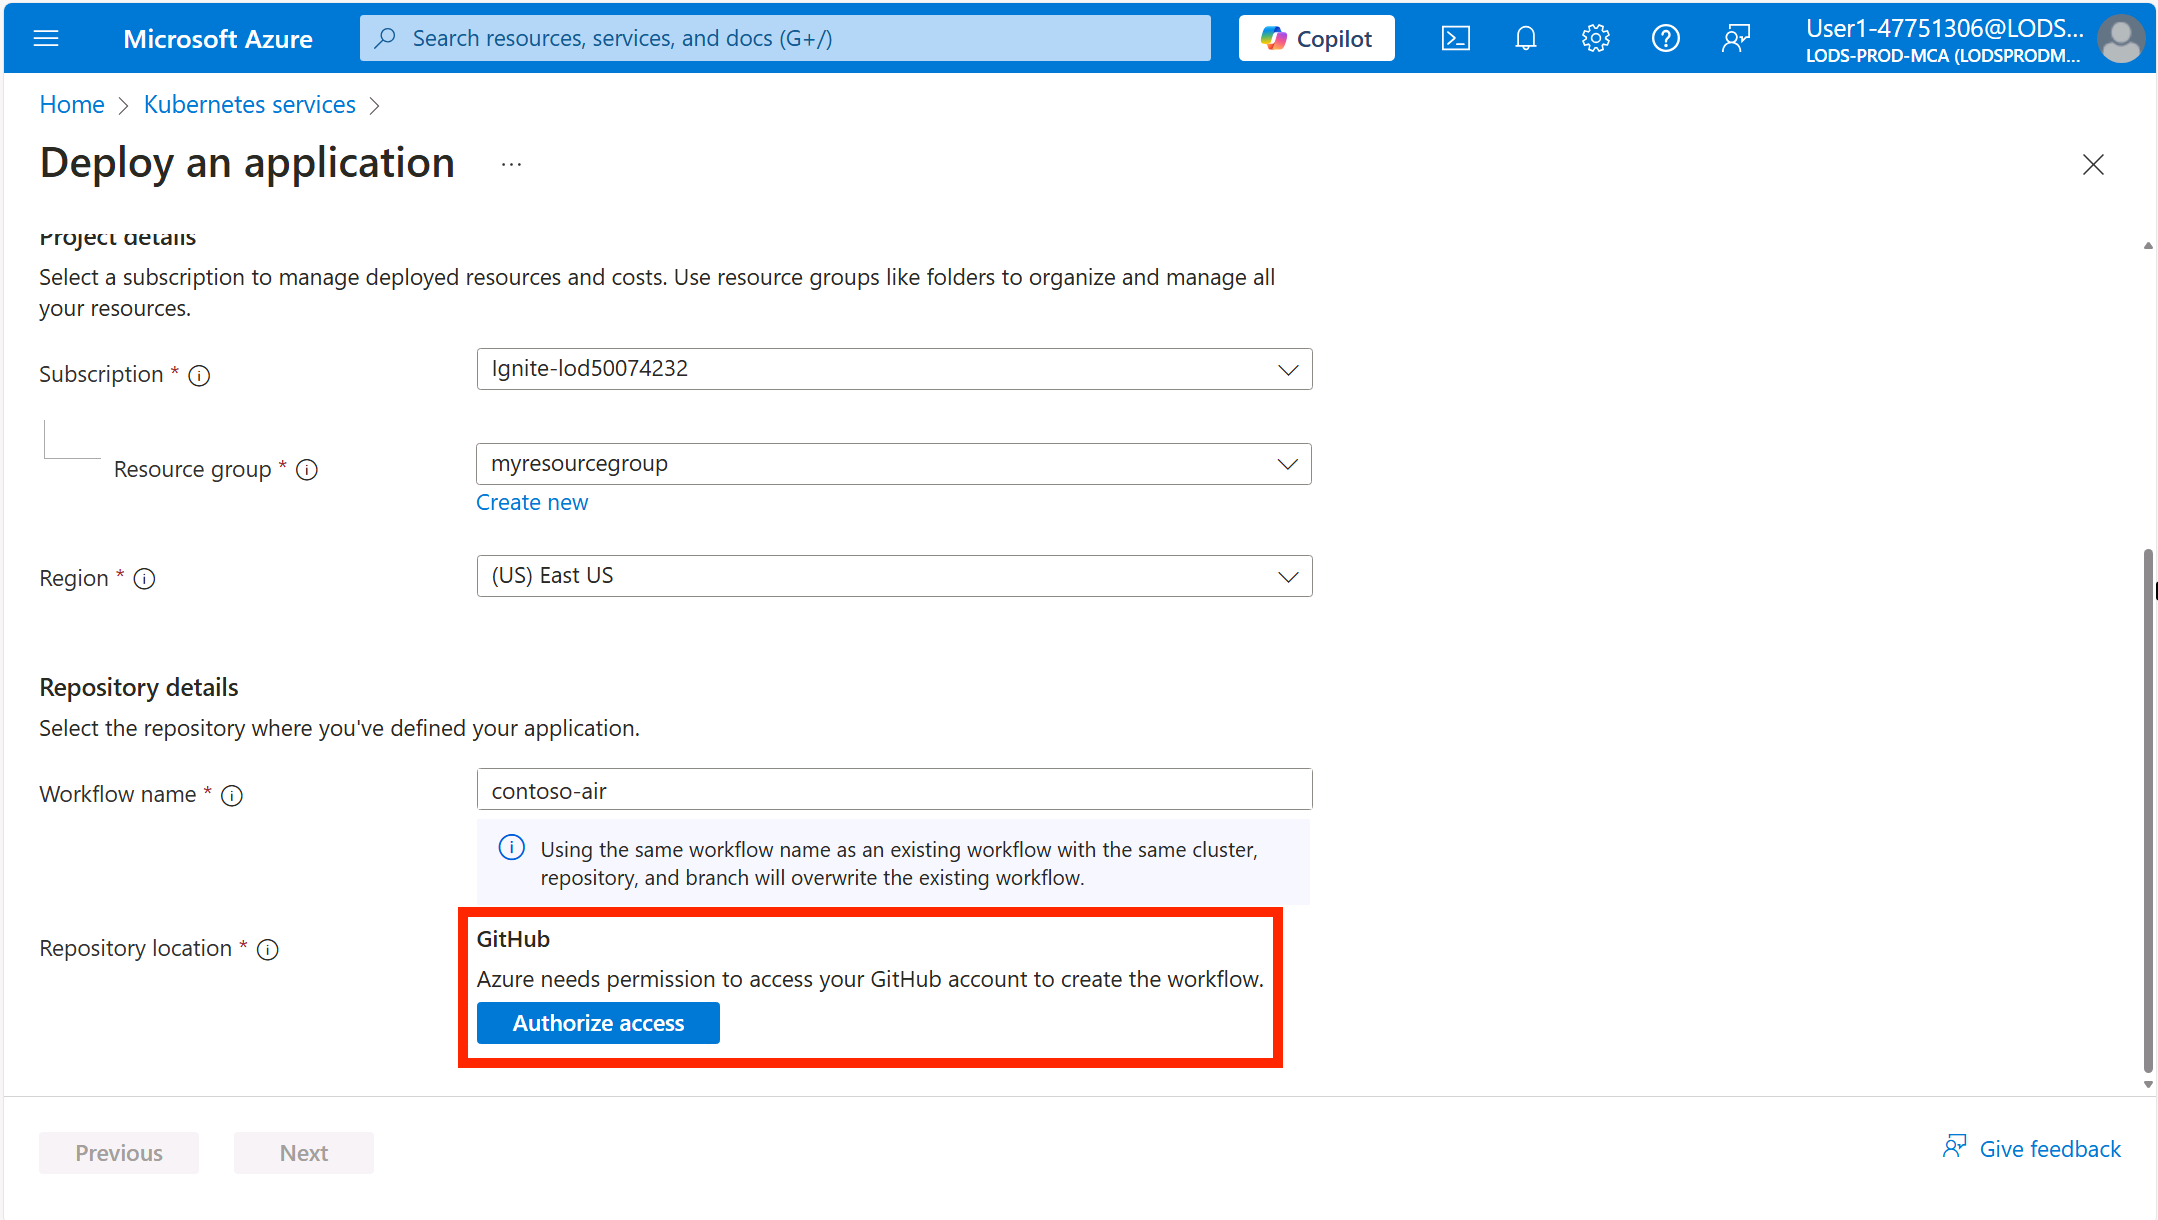 Microsoft Azure
Search resources, services, and docs (G+/)
Copilot
User1-47751306@LODS...
LODS-PROD-MCA (LODSPRODM...
Home > Kubernetes services >
Deploy an application ...
Project details
Select a subscription to manage deployed resources and costs. Use resource groups like folders to organize and manage all
your resources.
Subscription *
Ignite-lod50074232
Resource group *
myresourcegroup
Create new
Region *
(US) East US
Repository details
Select the repository where you've defined your application.
Workflow name *
contoso-air
Using the same workflow name as an existing workflow with the same cluster,
repository, and branch will overwrite the existing workflow.
Repository location *
GitHub
Azure needs permission to access your GitHub account to create the workflow.
Authorize access
Previous
Next
Give feedback